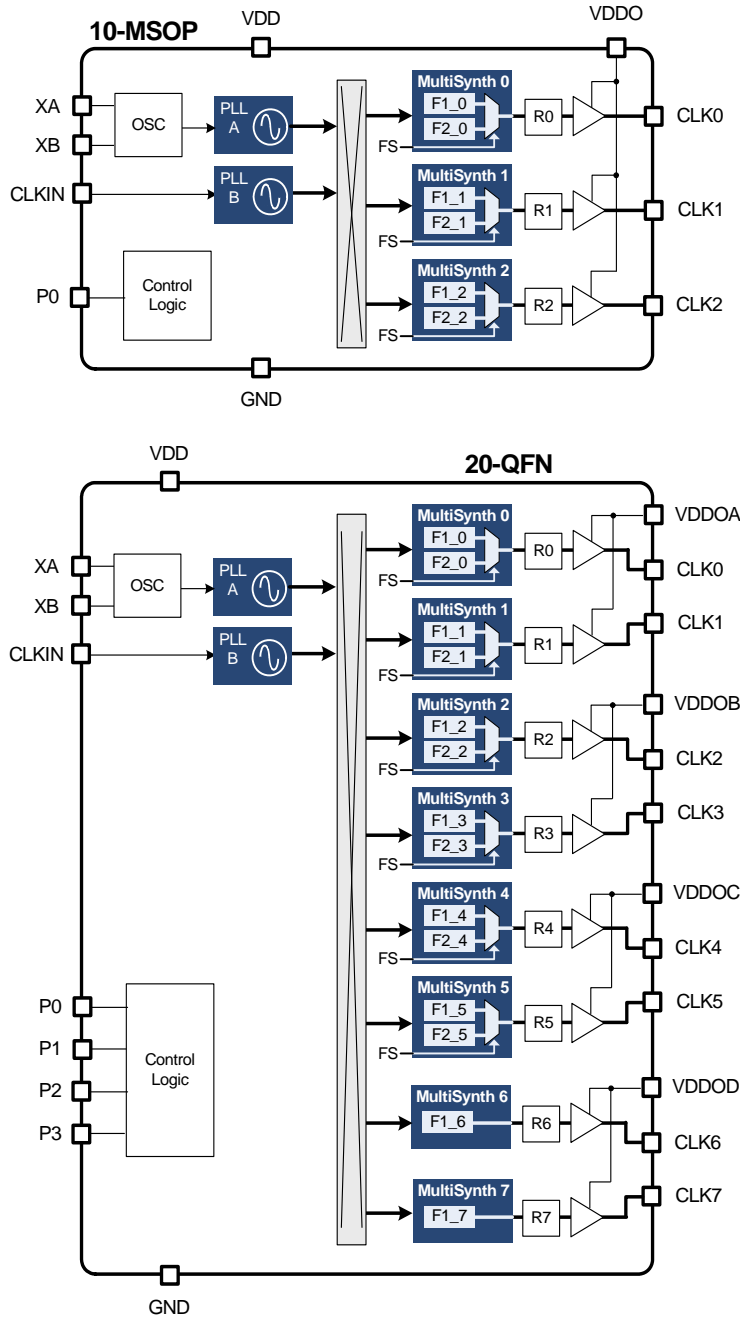 10-MSOP
VDD
VDDO
XA
XB
CLKIN
P0
OSC
PLL
A
PLL
B
Control
Logic
MultiSynth 0
F1_0
F2_0
FS
R0
CLK0
MultiSynth 1
F1_1
F2_1
FS
R1
CLK1
MultiSynth 2
F1_2
F2_2
FS
R2
CLK2
GND
VDD
20-QFN
XA
XB
CLKIN
OSC
PLL
A
PLL
B
MultiSynth 0
F1_0
F2_0
FS
R0
VDDOA
CLK0
MultiSynth 1
F1_1
F2_1
FS
R1
CLK1
MultiSynth 2
F1_2
F2_2
FS
R2
VDDOB
CLK2
MultiSynth 3
F1_3
F2_3
FS
R3
CLK3
MultiSynth 4
F1_4
F2_4
FS
R4
VDDOC
CLK4
MultiSynth 5
F1_5
F2_5
FS
R5
CLK5
P0
P1
P2
P3
Control
Logic
MultiSynth 6
F1_6
R6
VDDOD
CLK6
MultiSynth 7
F1_7
R7
CLK7
GND